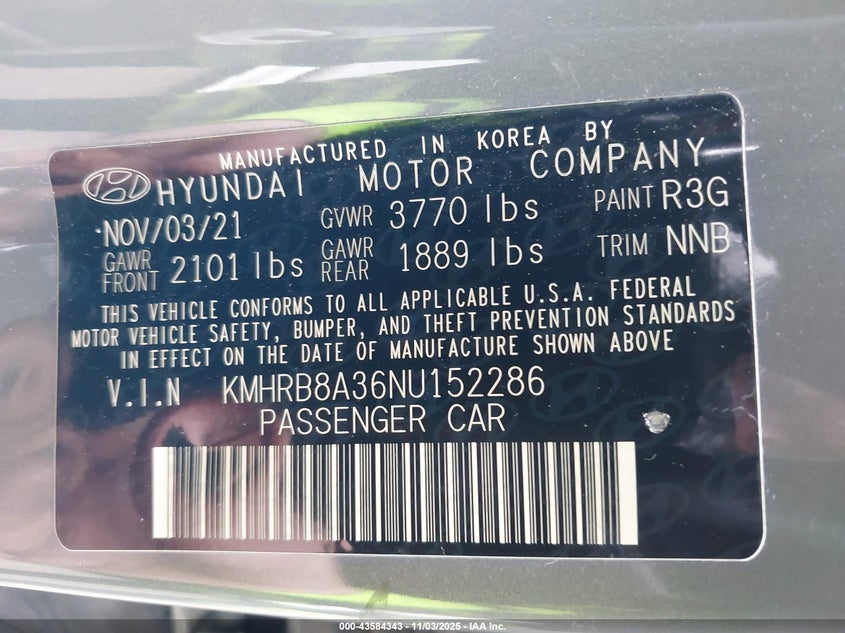 MANUFACTURED IN KOREA BY
HYUNDAI MOTOR COMPANY
NOV/03/21 GVWR 3770 lbs PAINT R3G
GAWR FRONT 2101 lbs GAWR REAR 1889 lbs TRIM NNB
THIS VEHICLE CONFORMS TO ALL APPLICABLE U.S.A. FEDERAL
MOTOR VEHICLE SAFETY, BUMPER, AND THEFT PREVENTION STANDARDS
IN EFFECT ON THE DATE OF MANUFACTURE SHOWN ABOVE
V.I.N KMHRB8A36NU152286
PASSENGER CAR
000-43584343 - 11/03/2025 - © IAA Inc.